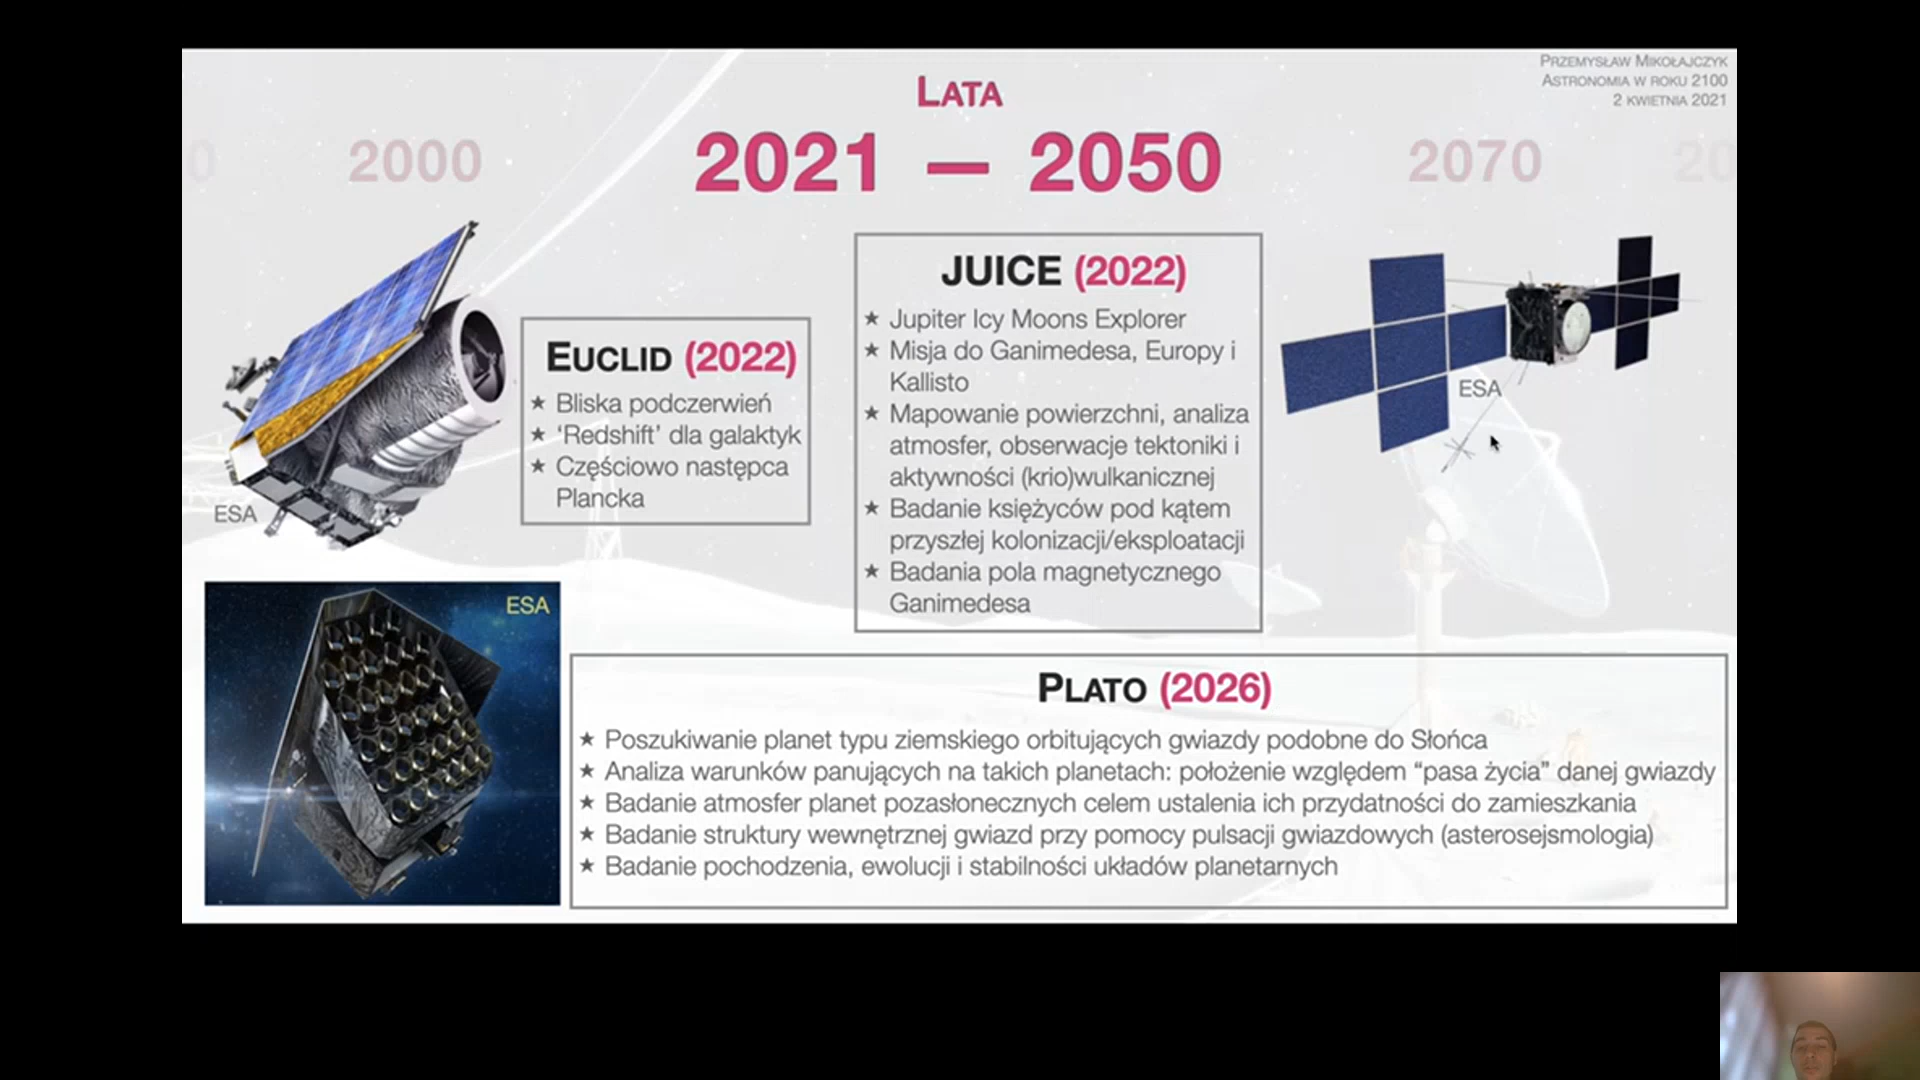 PRZEMYSŁAW MIKOŁAJCZYK
ASTRONOMIA W ROKU 2100
2 KWIETNIA 2021
LATA
0 2000 2021 – 2050 2070 20
EUCLID (2022)
★ Bliska podczerwień
★ ‘Redshift’ dla galaktyk
★ Częściowo następca
Plancka
ESA
JUICE (2022)
★ Jupiter Icy Moons Explorer
★ Misja do Ganimedesa, Europy i
Kallisto
★ Mapowanie powierzchni, analiza
atmosfer, obserwacje tektoniki i
aktywności (krio)wulkanicznej
★ Badanie księżyców pod kątem
przyszłej kolonizacji/eksploatacji
★ Badania pola magnetycznego
Ganimedesa
ESA
ESA
PLATO (2026)
★ Poszukiwanie planet typu ziemskiego orbitujących gwiazdy podobne do Słońca
★ Analiza warunków panujących na takich planetach: położenie względem “pasa życia” danej gwiazdy
★ Badanie atmosfer planet pozasłonecznych celem ustalenia ich przydatności do zamieszkania
★ Badanie struktury wewnętrznej gwiazd przy pomocy pulsacji gwiazdowych (asterosejsmologia)
★ Badanie pochodzenia, ewolucji i stabilności układów planetarnych